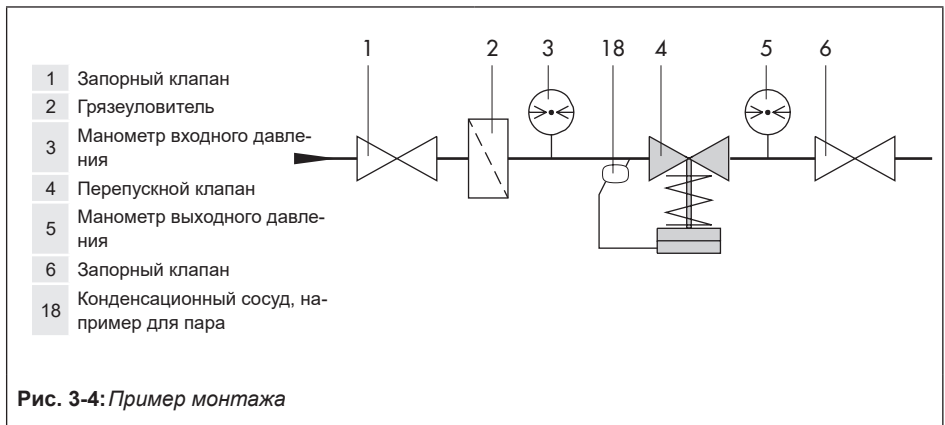 1 2 3 18 4 5 6
1 Запорный клапан
2 Грязеуловитель
3 Манометр входного давле-
ния
4 Перепускной клапан
5 Манометр выходного давле-
ния
6 Запорный клапан
18 Конденсационный сосуд, на-
пример для пара
Рис. 3-4: Пример монтажа